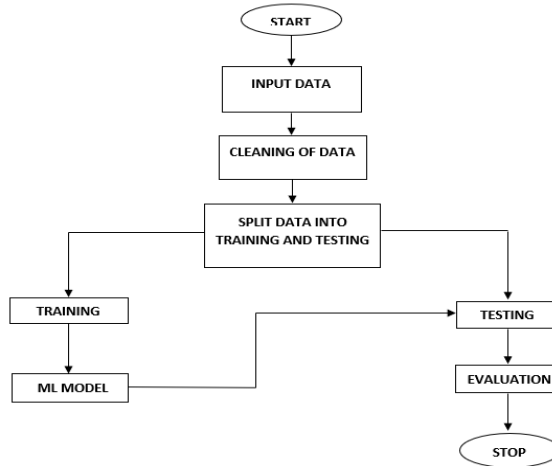 START
INPUT DATA
CLEANING OF DATA
SPLIT DATA INTO
TRAINING AND TESTING
TRAINING
TESTING
ML MODEL
EVALUATION
STOP